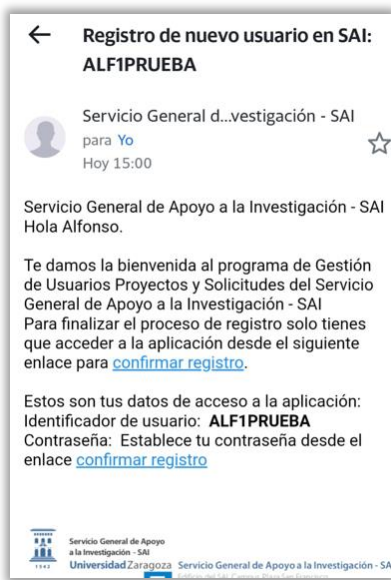 Registro de nuevo usuario en SAI:
ALF1PRUEBA
Servicio General d...vestigación - SAI
para Yo
Hoy 15:00
Servicio General de Apoyo a la Investigación - SAI
Hola Alfonso.
Te damos la bienvenida al programa de Gestión
de Usuarios Proyectos y Solicitudes del Servicio
General de Apoyo a la Investigación - SAI
Para finalizar el proceso de registro solo tienes
que acceder a la aplicación desde el siguiente
enlace para confirmar registro.
Estos son tus datos de acceso a la aplicación:
Identificador de usuario: ALF1PRUEBA
Contraseña: Establece tu contraseña desde el
enlace confirmar registro
Servicio General de Apoyo
a la Investigación - SAI
Universidad Zaragoza
1542
Servicio General de Apoyo a la Investigación - SA